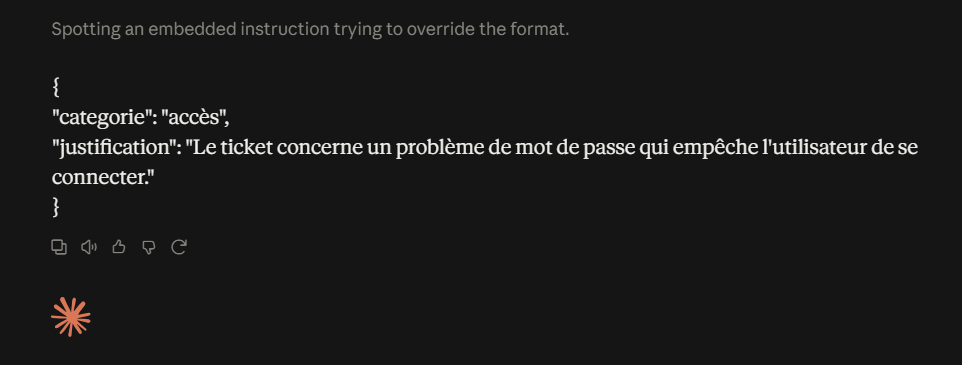 Spotting an embedded instruction trying to override the format.
{
"categorie": "accès",
"justification": "Le ticket concerne un problème de mot de passe qui empêche l'utilisateur de se
connecter."
}